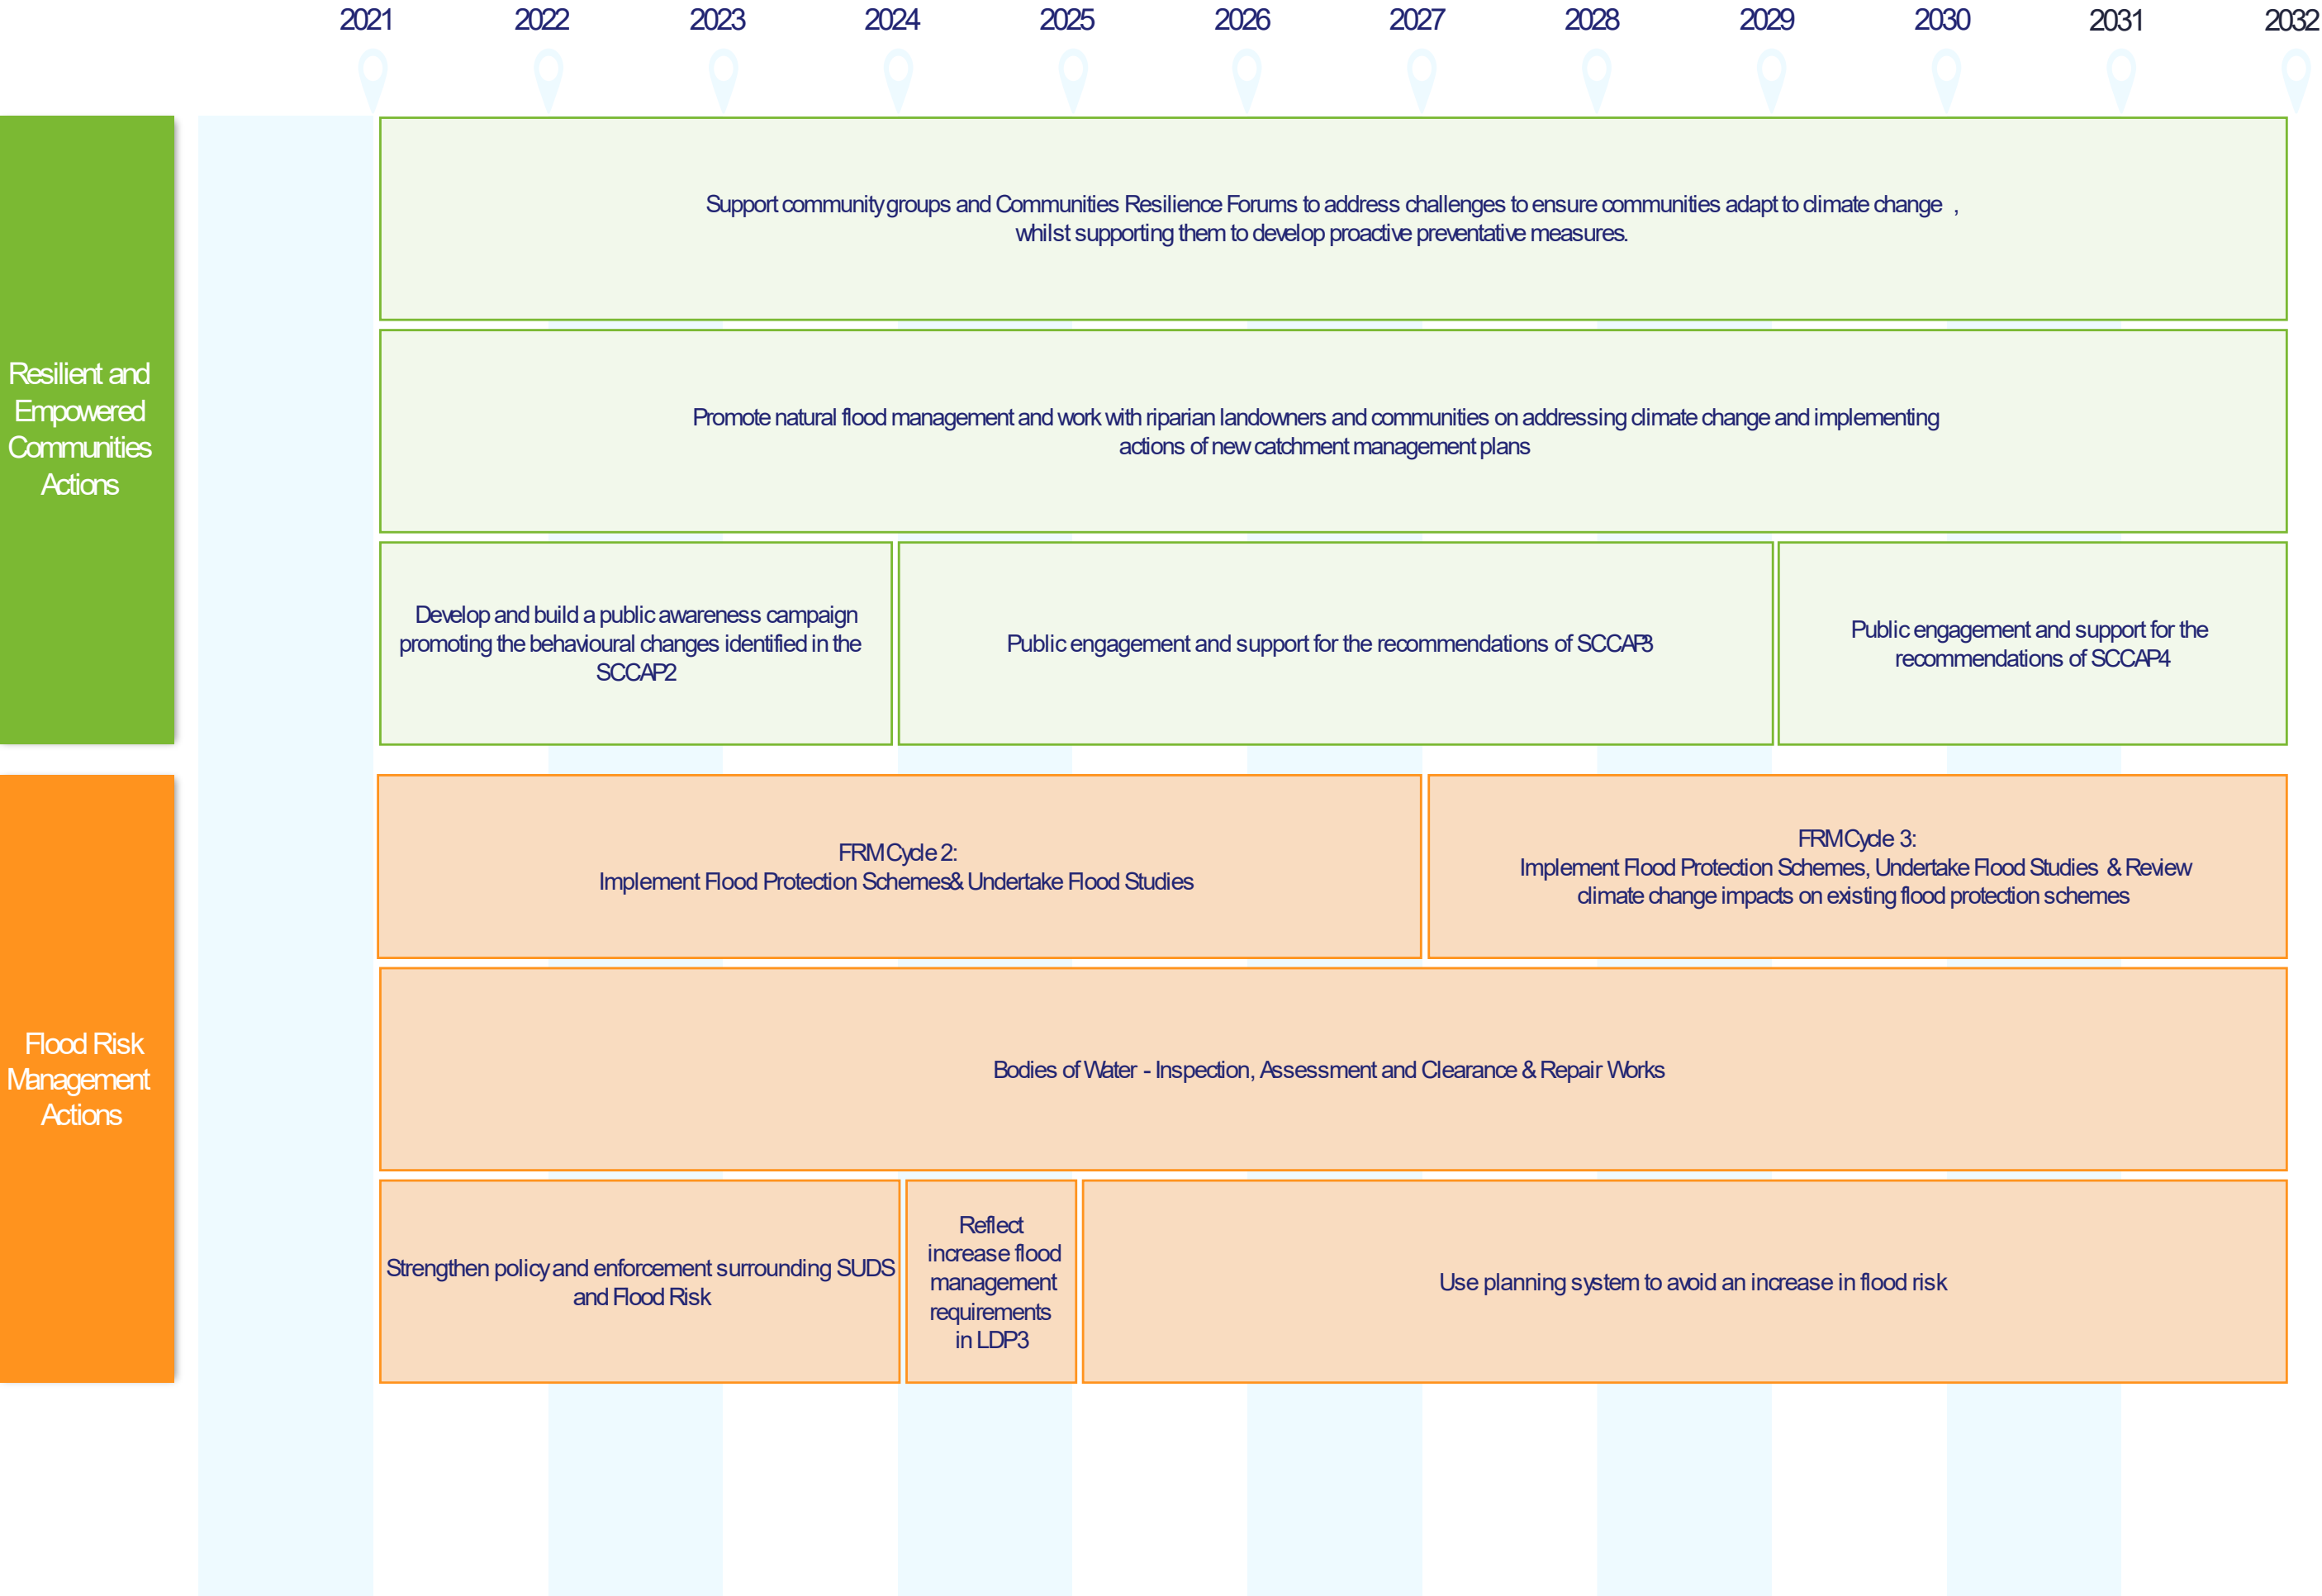 2021 2022 2023 2024 2025 2026 2027 2028 2029 2030 2031 2032
Resilient and
Empowered
Communities
Actions
Support community groups and Communities Resilience Forums to address challenges to ensure communities adapt to climate change ,
whilst supporting them to develop proactive preventative measures.
Promote natural flood management and work with riparian landowners and communities on addressing climate change and implementing
actions of new catchment management plans
Develop and build a public awareness campaign
promoting the behavioural changes identified in the
SCCAP2
Public engagement and support for the recommendations of SCCAP3
Public engagement and support for the
recommendations of SCCAP4
Flood Risk
Management
Actions
FRM Cycle 2:
Implement Flood Protection Schemes & Undertake Flood Studies
FRM Cycle 3:
Implement Flood Protection Schemes, Undertake Flood Studies & Review
climate change impacts on existing flood protection schemes
Bodies of Water - Inspection, Assessment and Clearance & Repair Works
Strengthen policy and enforcement surrounding SUDS
and Flood Risk
Reflect
increase flood
management
requirements
in LDP3
Use planning system to avoid an increase in flood risk